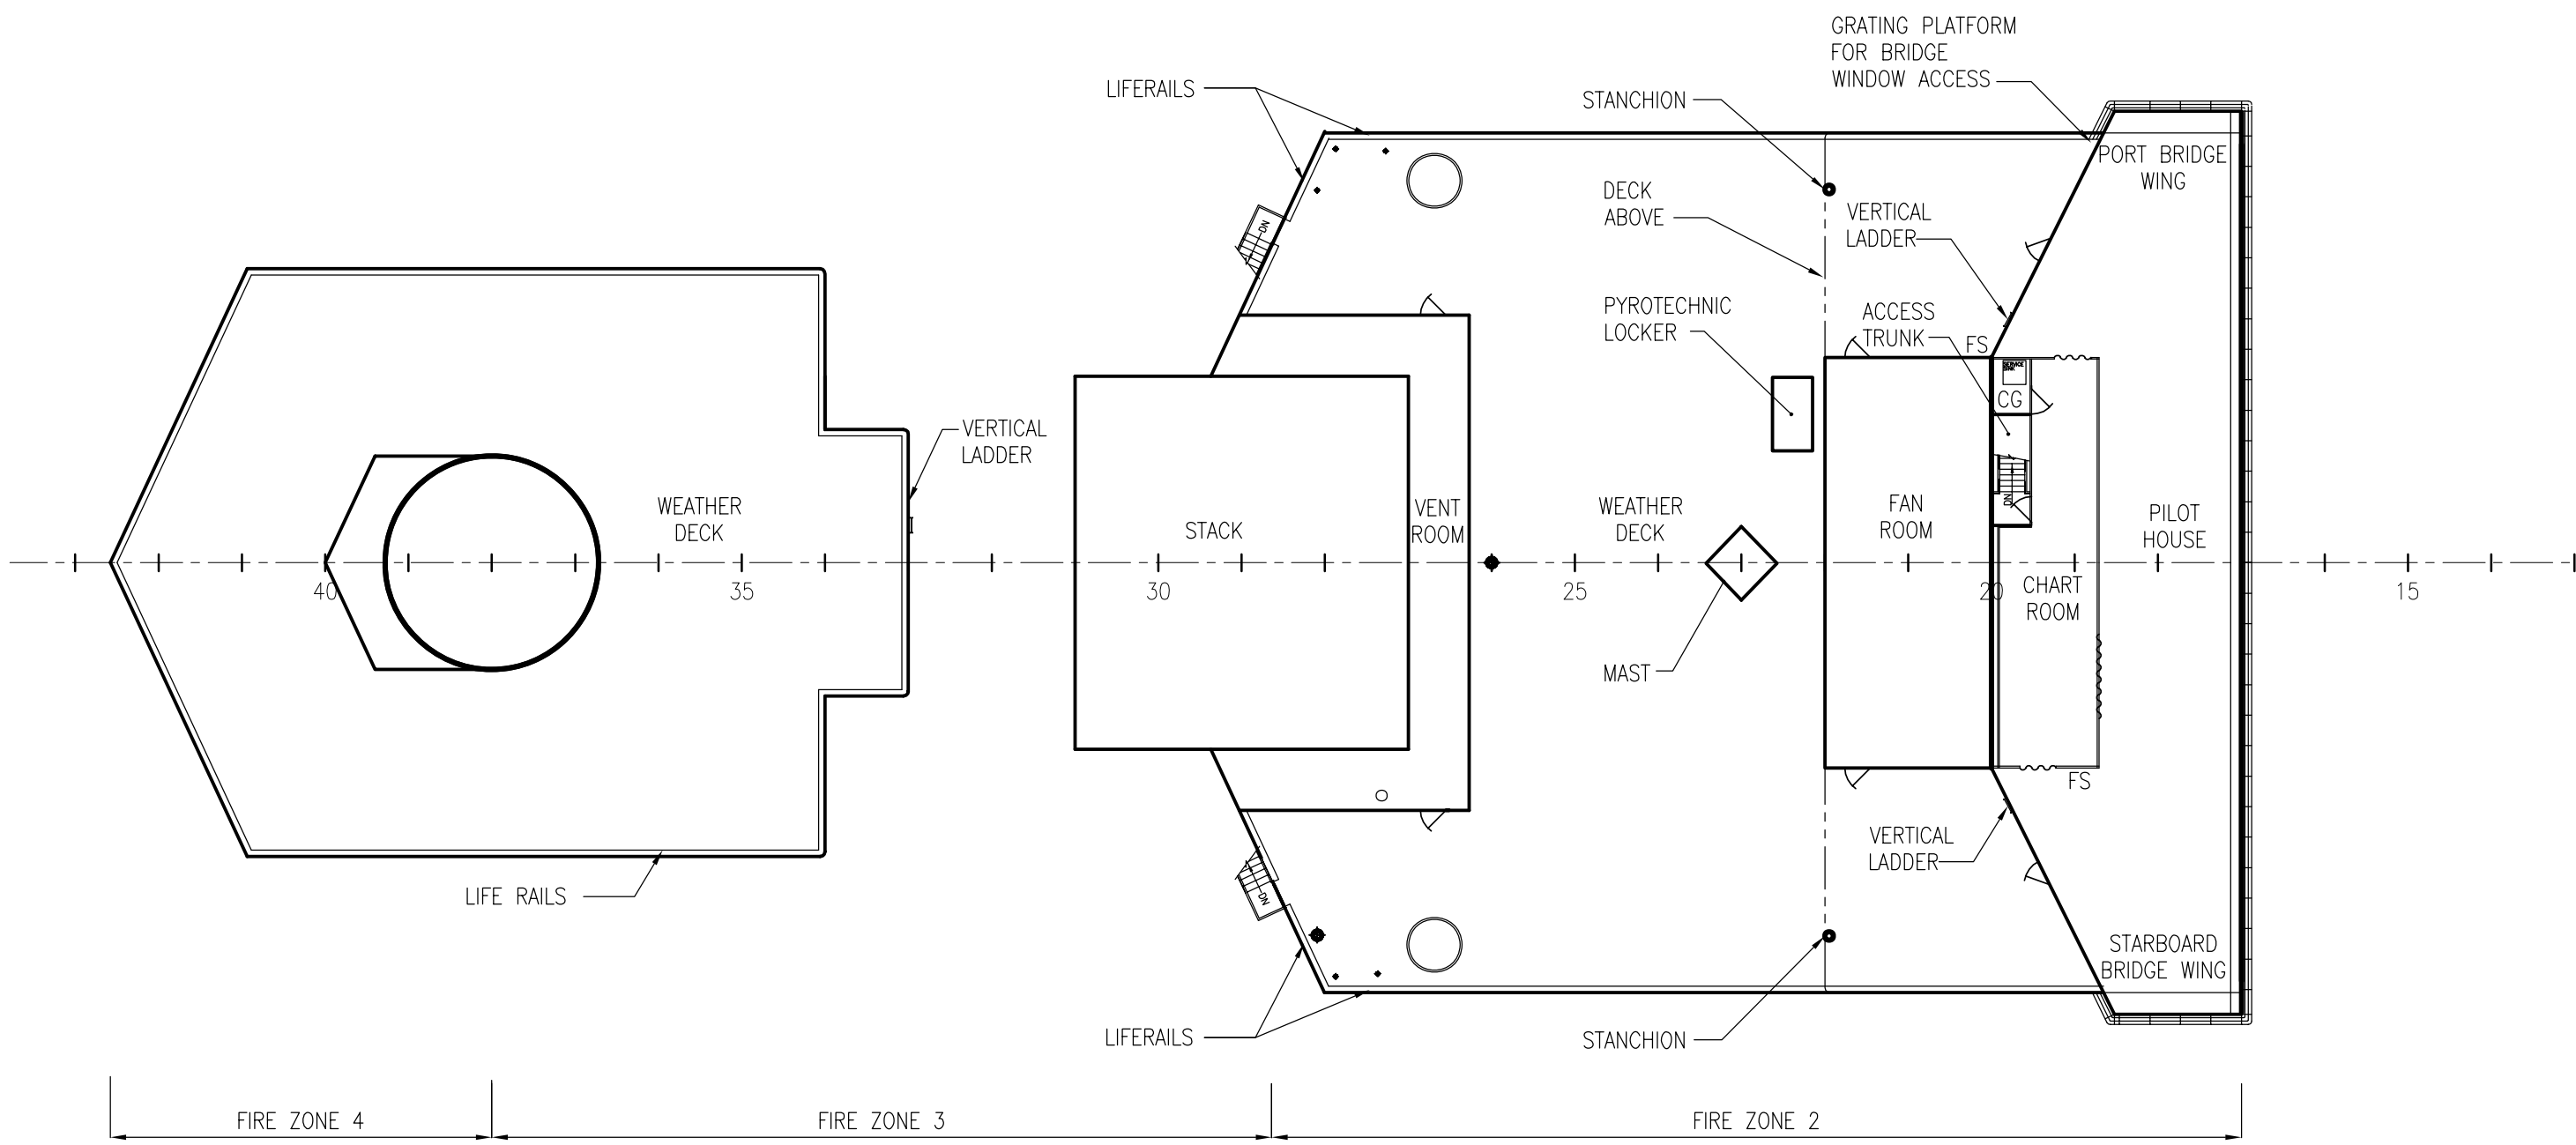 GRATING PLATFORM
FOR BRIDGE
WINDOW ACCESS
LIFERAILS
STANCHION
PORT BRIDGE
WING
DECK
ABOVE
VERTICAL
LADDER
DN
PYROTECHNIC
LOCKER
ACCESS
TRUNK
FS
SERVICE
SINK
CG
VERTICAL
LADDER
WEATHER
DECK
STACK
VENT
ROOM
WEATHER
DECK
FAN
ROOM
DN
PILOT
HOUSE
40
35
30
25
20
15
CHART
ROOM
MAST
FS
VERTICAL
LADDER
LIFE RAILS
DN
STARBOARD
BRIDGE WING
LIFERAILS
STANCHION
FIRE ZONE 4
FIRE ZONE 3
FIRE ZONE 2